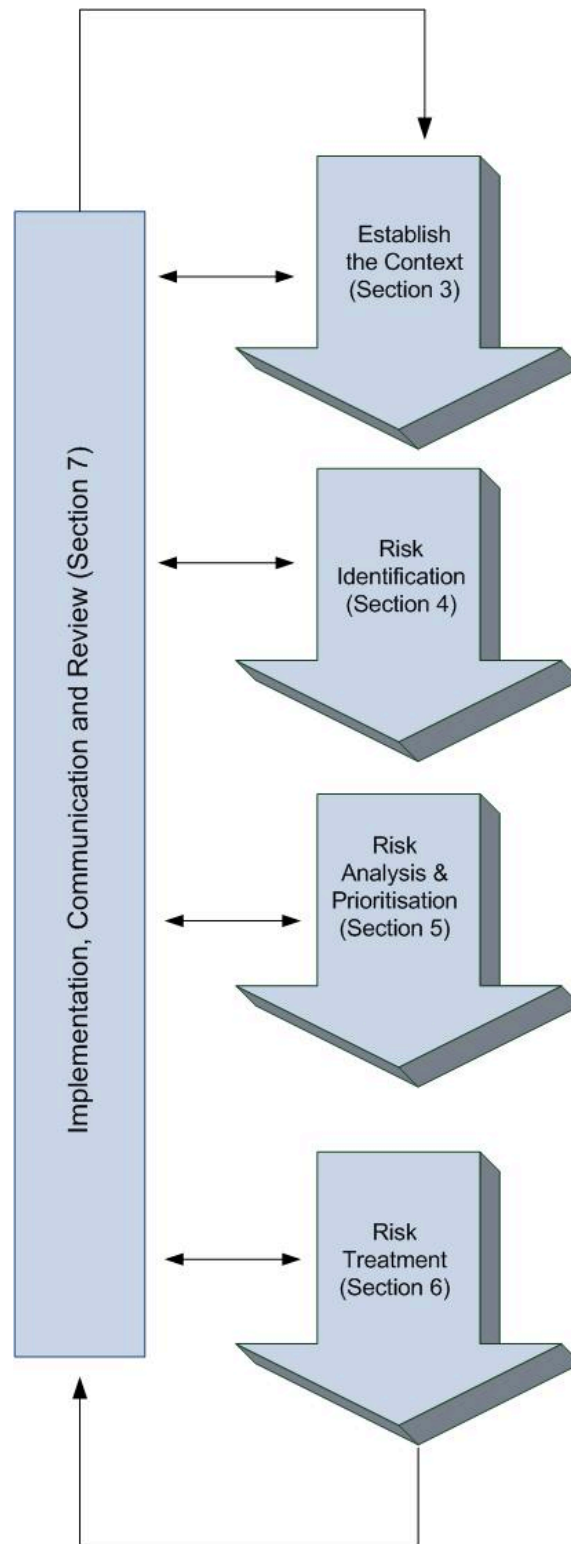 Implementation, Communication and Review (Section 7)
Establish
the Context
(Section 3)
Risk
Identification
(Section 4)
Risk
Analysis &
Prioritisation
(Section 5)
Risk
Treatment
(Section 6)